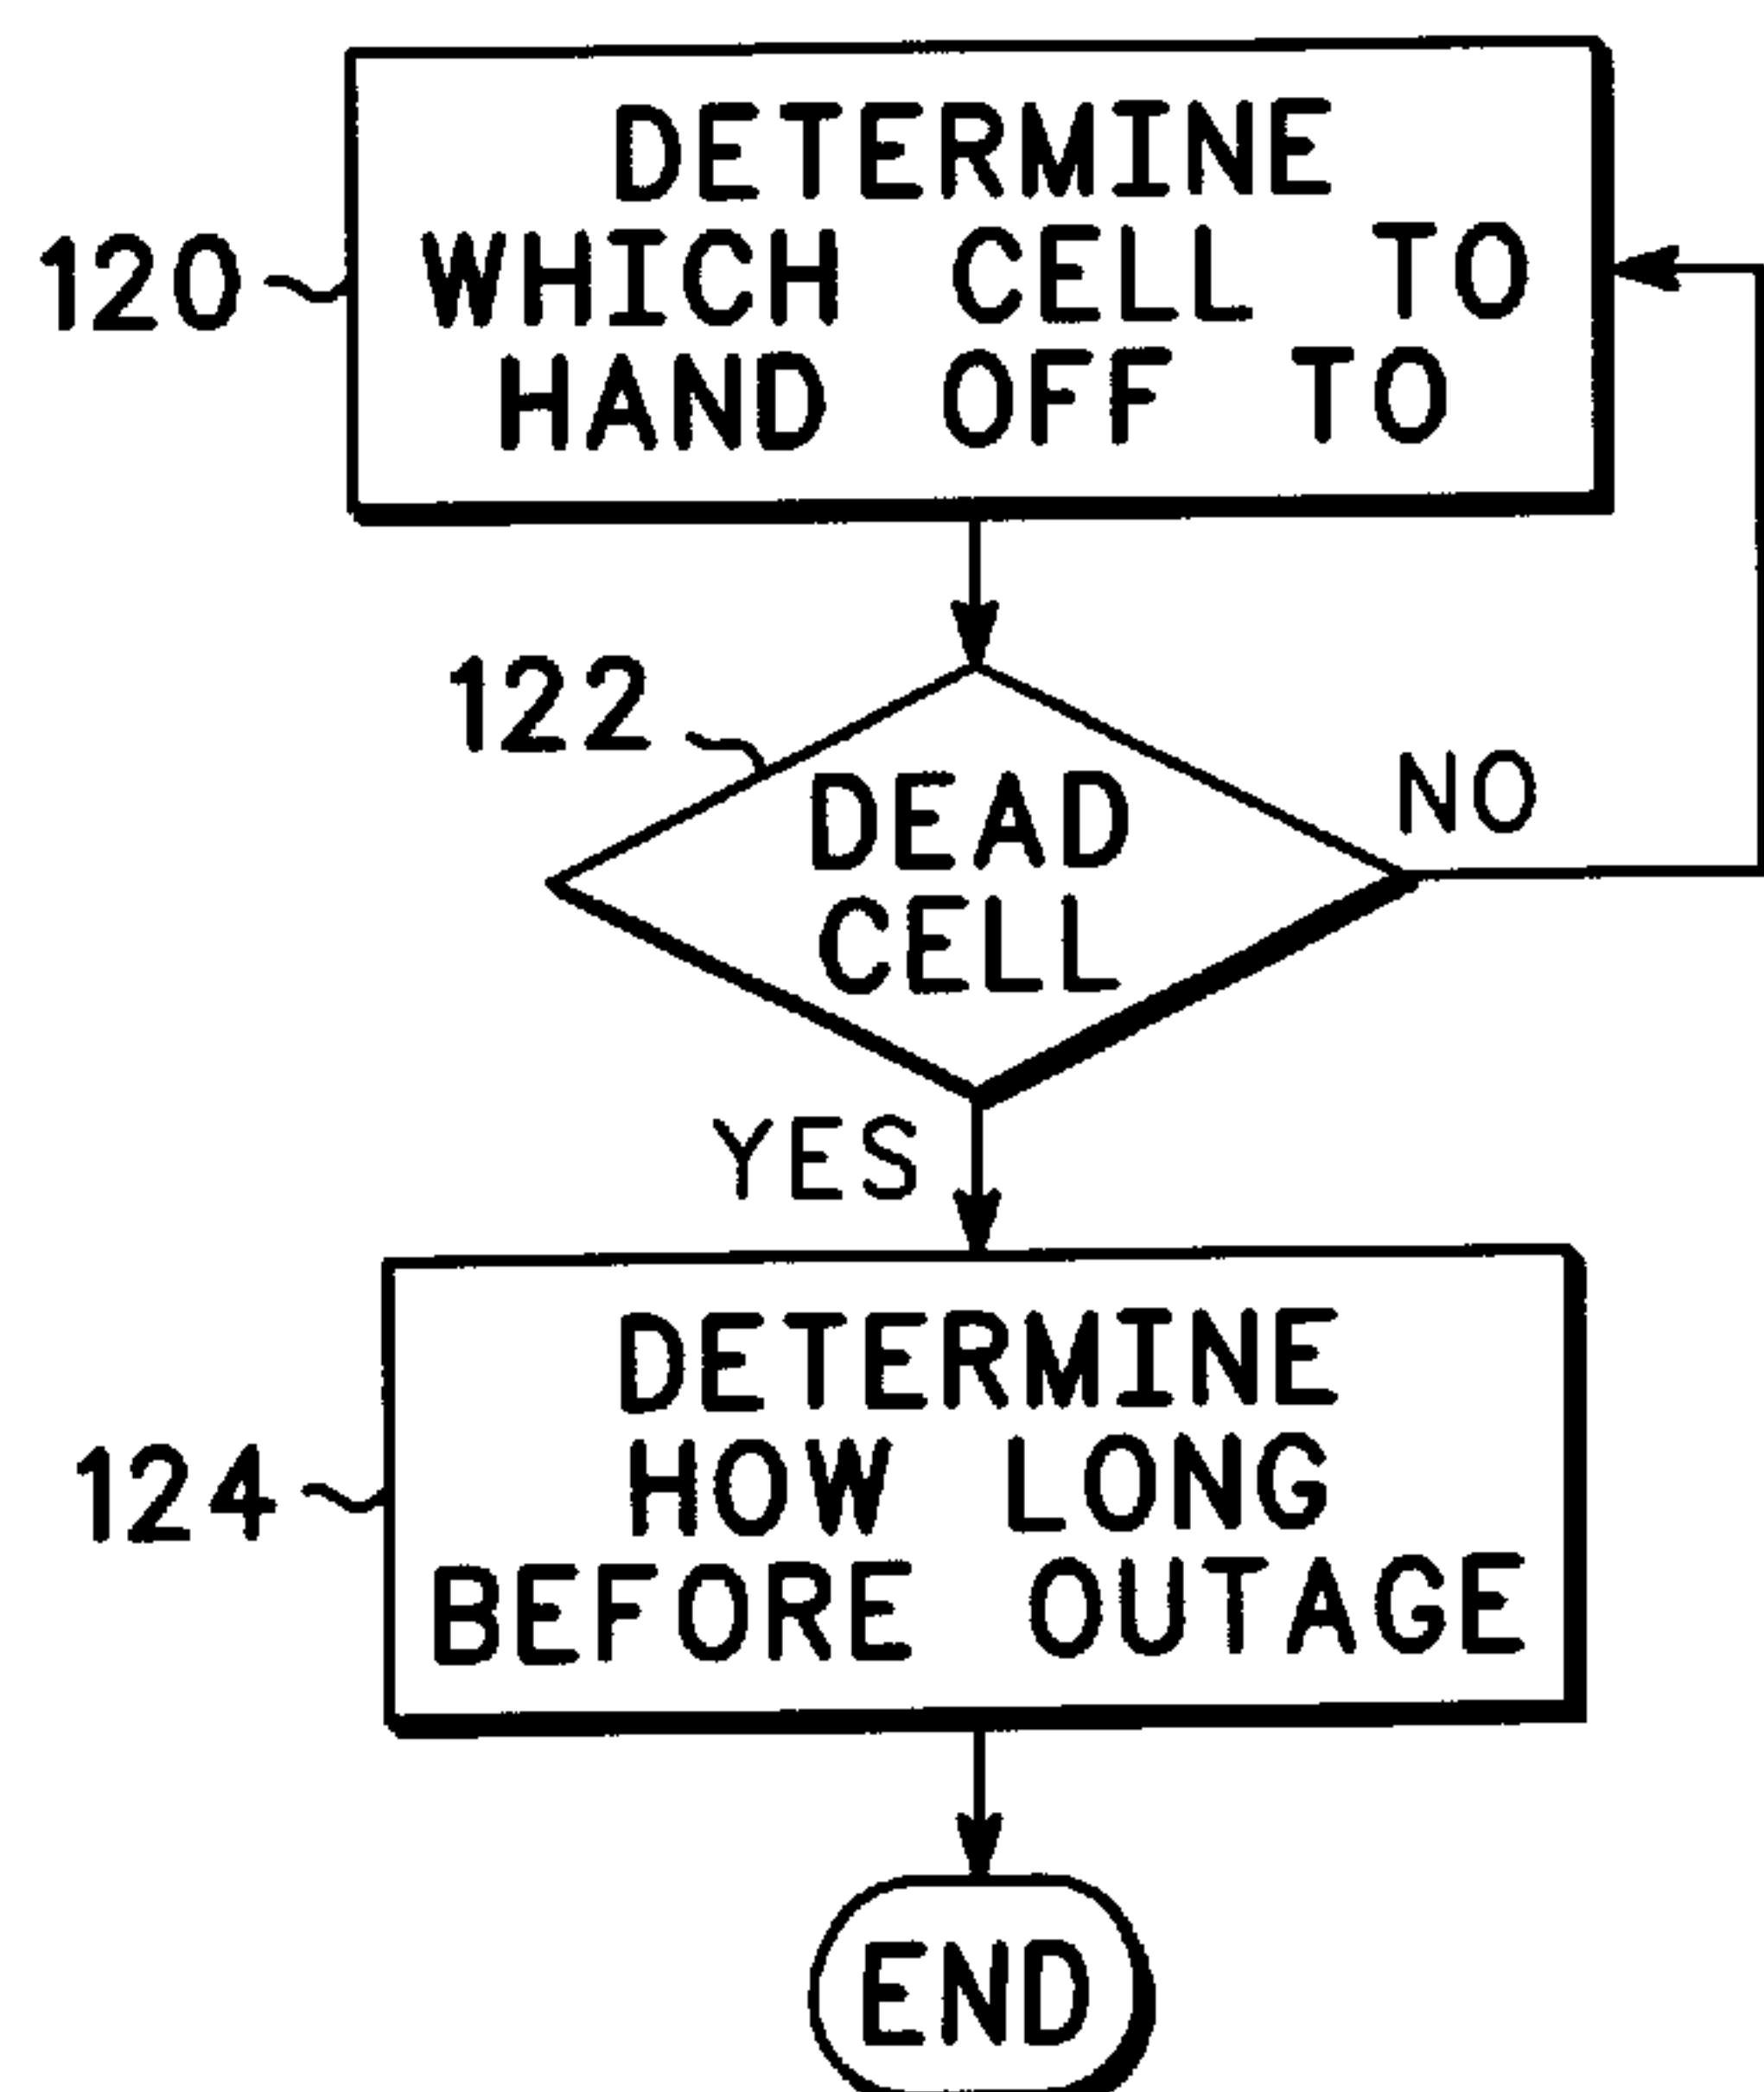 DETERMINE
120 WHICH CELL TO
HAND OFF TO
122
DEAD
CELL
NO
YES
DETERMINE
124 HOW LONG
BEFORE OUTAGE
END